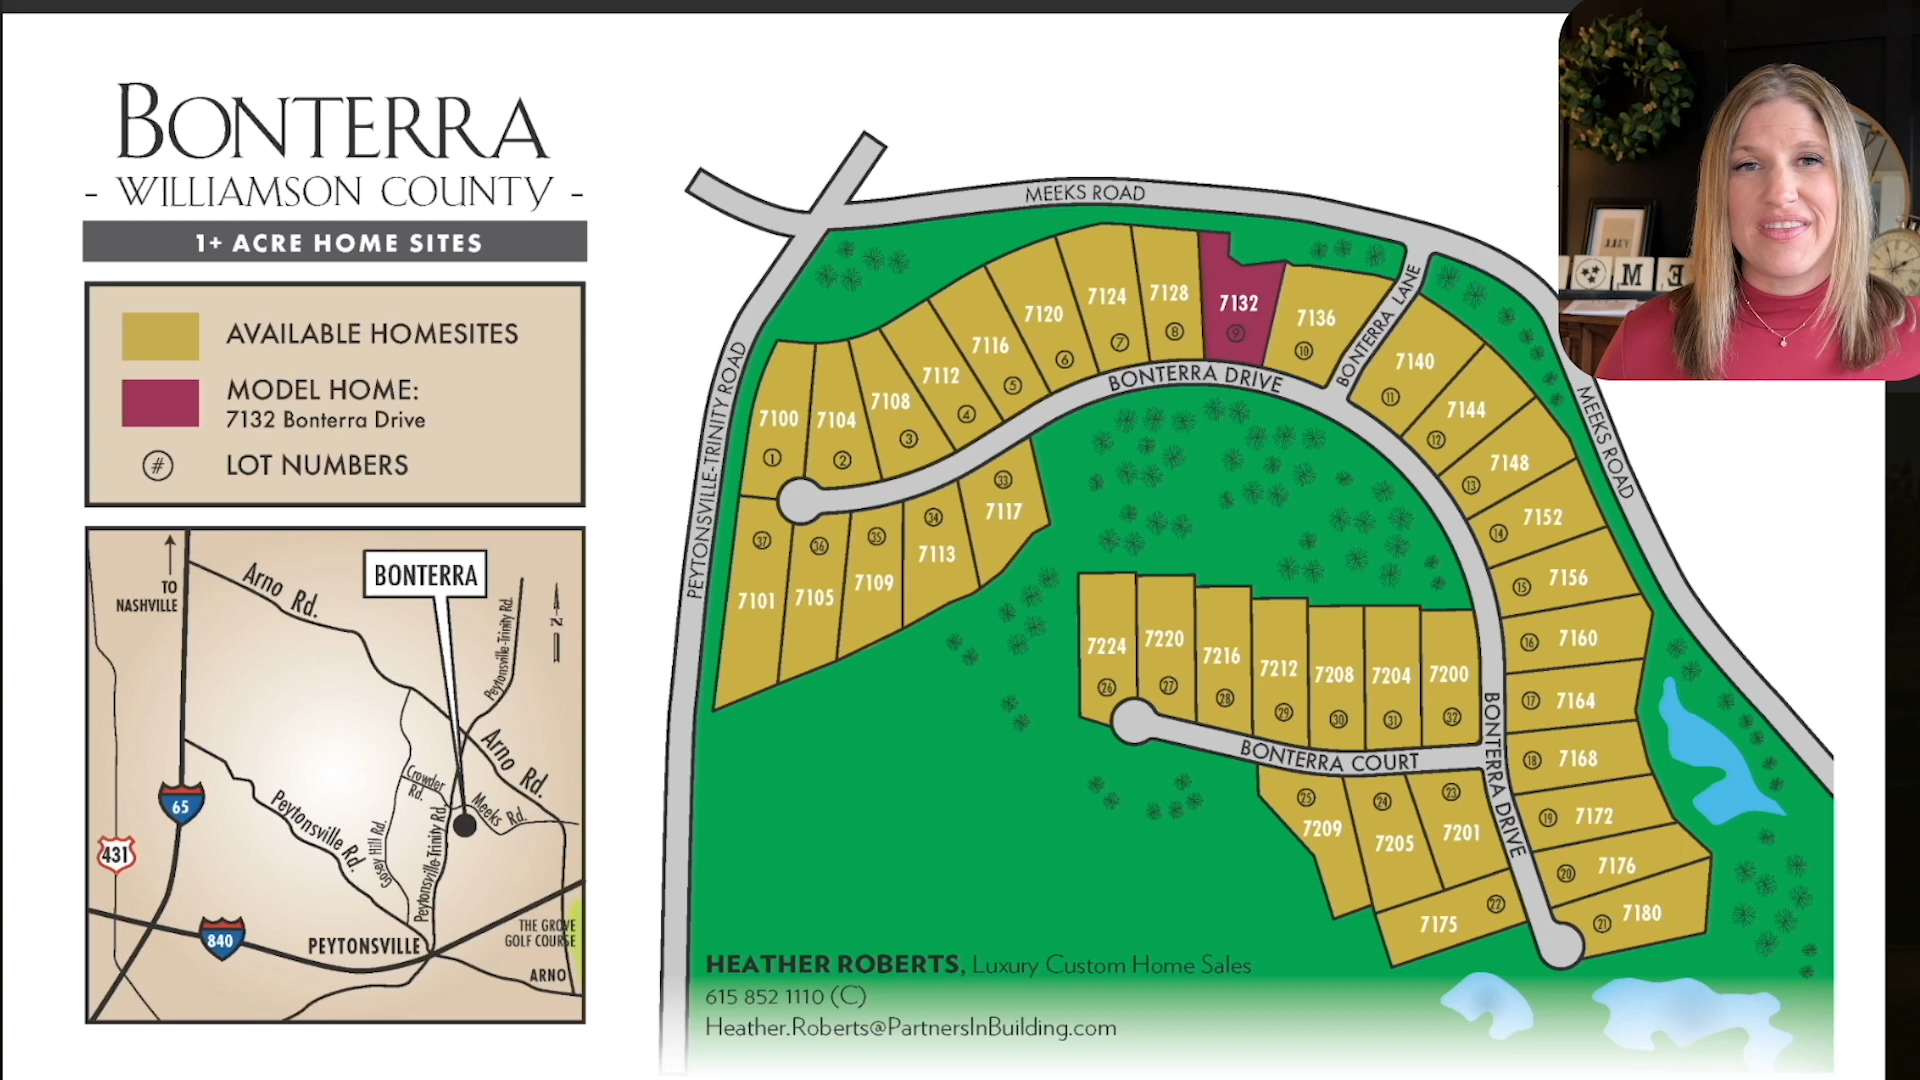 BONTERRA
- WILLIAMSON COUNTY -
1+ ACRE HOME SITES
AVAILABLE HOMESITES
MODEL HOME:
7132 Bonterra Drive
# LOT NUMBERS
TO
NASHVILLE
Arno Rd.
BONTERRA
Peytonsville-Trinity Rd.
N
Arno Rd.
Crowder
Rd.
Meeks Rd.
65
Peytonsville Rd.
Gosey Hill Rd.
Peytonsville-Trinity Rd.
431
840
PEYTONSVILLE
THE GROVE
GOLF COURSE
ARNO
MEEKS ROAD
PEYTONSVILLE-TRINITY ROAD
BONTERRA LANE
MEEKS ROAD
BONTERRA DRIVE
7100 1
7104 2
7108 3
7112 4
7116 5
7120 6
7124 7
7128 8
7132 9
7136 10
7140 11
7144 12
7148 13
7152 14
7156 15
7160 16
7164 17
7168 18
7172 19
7176 20
7180 21
7175 22
7201 23
7205 24
7209 25
7224 26
7220 27
7216 28
7212 29
7208 30
7204 31
7200 32
7117 33
7113 34
7109 35
7105 36
7101 37
BONTERRA COURT
BONTERRA DRIVE
HEATHER ROBERTS, Luxury Custom Home Sales
615 852 1110 (C)
Heather.Roberts@PartnersInBuilding.com